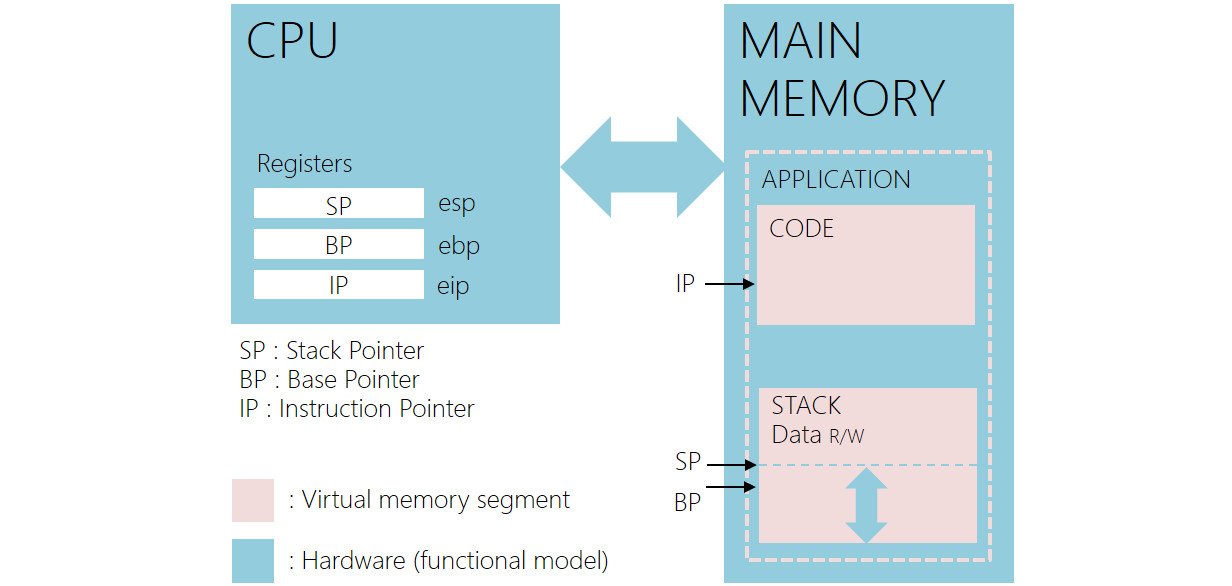 CPU
Registers
SP esp
BP ebp
IP eip
SP : Stack Pointer
BP : Base Pointer
IP : Instruction Pointer
: Virtual memory segment
: Hardware (functional model)
MAIN
MEMORY
APPLICATION
CODE
IP
STACK
Data R/W
SP
BP